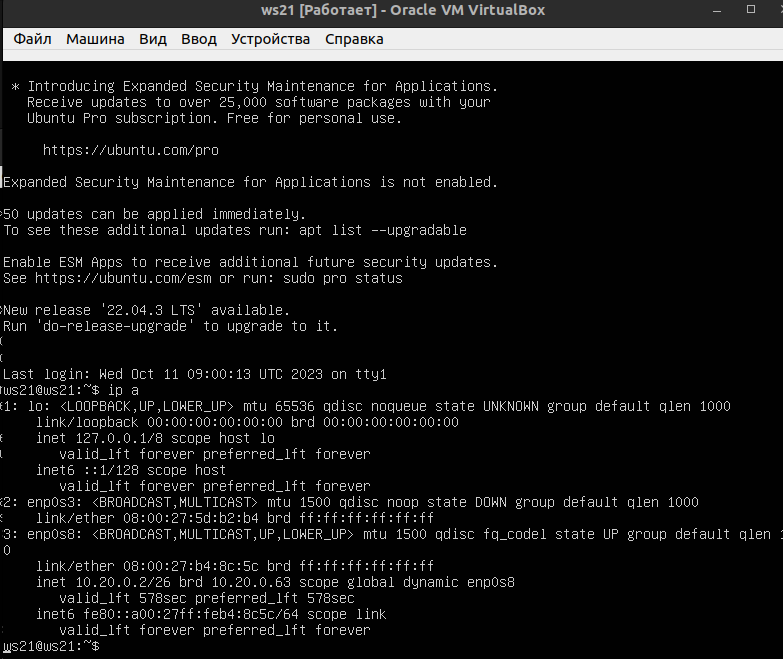 ws21 [Работает] - Oracle VM VirtualBox
Файл Машина Вид Ввод Устройства Справка
* Introducing Expanded Security Maintenance for Applications.
Receive updates to over 25,000 software packages with your
Ubuntu Pro subscription. Free for personal use.
https://ubuntu.com/pro
Expanded Security Maintenance for Applications is not enabled.
50 updates can be applied immediately.
To see these additional updates run: apt list --upgradable
Enable ESM Apps to receive additional future security updates.
See https://ubuntu.com/esm or run: sudo pro status
New release '22.04.3 LTS' available.
Run 'do-release-upgrade' to upgrade to it.
Last login: Wed Oct 11 09:00:13 UTC 2023 on tty1
ws21@ws21:~$ ip a
1: lo: <LOOPBACK,UP,LOWER_UP> mtu 65536 qdisc noqueue state UNKNOWN group default qlen 1000
link/loopback 00:00:00:00:00:00 brd 00:00:00:00:00:00
inet 127.0.0.1/8 scope host lo
valid_lft forever preferred_lft forever
inet6 ::1/128 scope host
valid_lft forever preferred_lft forever
2: enp0s3: <BROADCAST,MULTICAST> mtu 1500 qdisc noop state DOWN group default qlen 1000
link/ether 08:00:27:5d:b2:b4 brd ff:ff:ff:ff:ff:ff
3: enp0s8: <BROADCAST,MULTICAST,UP,LOWER_UP> mtu 1500 qdisc fq_codel state UP group default qlen 1
0
link/ether 08:00:27:b4:8c:5c brd ff:ff:ff:ff:ff:ff
inet 10.20.0.2/26 brd 10.20.0.63 scope global dynamic enp0s8
valid_lft 578sec preferred_lft 578sec
inet6 fe80::a00:27ff:feb4:8c5c/64 scope link
valid_lft forever preferred_lft forever
ws21@ws21:~$